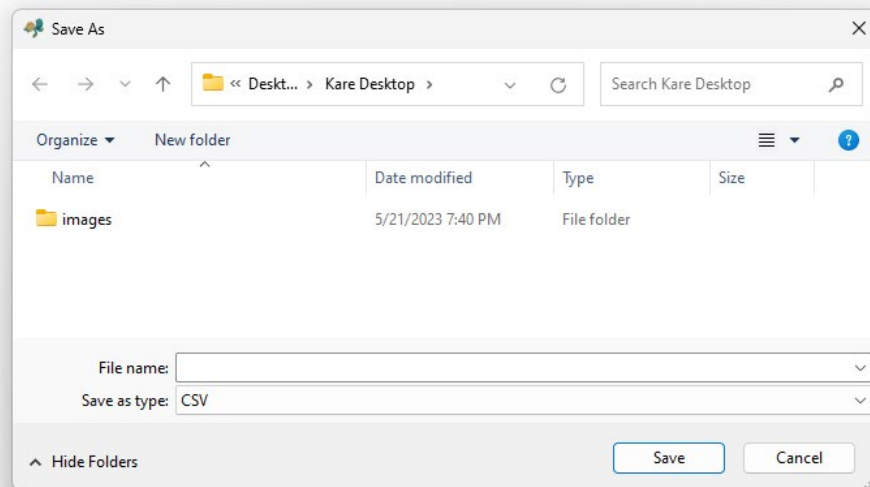 Save As
« Deskt... › Kare Desktop ›
Search Kare Desktop
Organize
New folder
?
Name
Date modified
Type
Size
images
5/21/2023 7:40 PM
File folder
File name:
Save as type: CSV
Hide Folders
Save
Cancel